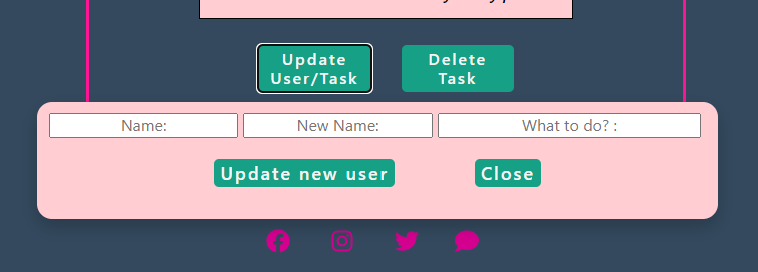 Update
User/Task
Delete
Task
Name:
New Name:
What to do? :
Update new user
Close